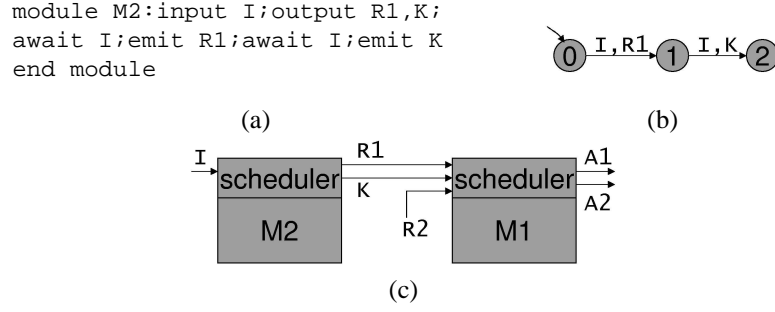 module M2:input I;output R1,K;
await I;emit R1;await I;emit K
end module
0 I,R1 1 I,K 2
(a)
(b)
I
scheduler
M2
R1
K
R2
scheduler
M1
A1
A2
(c)